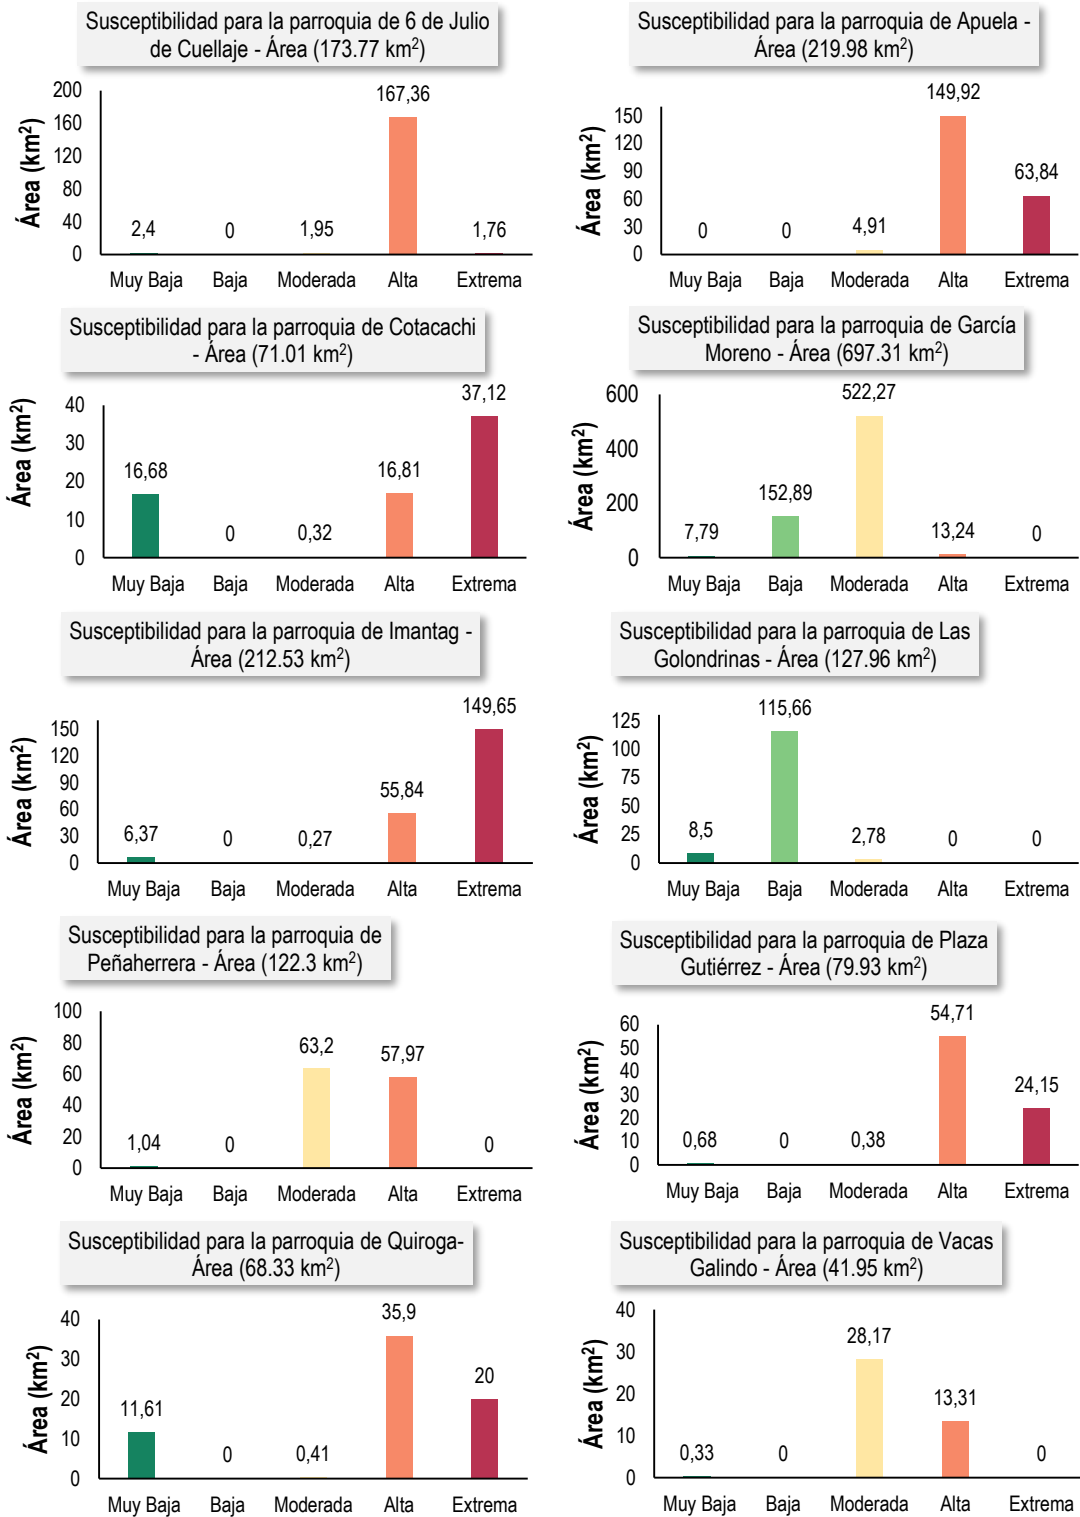 Susceptibilidad para la parroquia de 6 de Julio
de Cuellaje - Área (173.77 km²)
Área (km²)
200
160
120
80
40
0
2,4
0
1,95
167,36
1,76
Muy Baja Baja Moderada Alta Extrema
Susceptibilidad para la parroquia de Apuela -
Área (219.98 km²)
Área (km²)
150
120
90
60
30
0
0
0
4,91
149,92
63,84
Muy Baja Baja Moderada Alta Extrema
Susceptibilidad para la parroquia de Cotacachi
- Área (71.01 km²)
Área (km²)
40
30
20
10
0
16,68
0
0,32
16,81
37,12
Muy Baja Baja Moderada Alta Extrema
Susceptibilidad para la parroquia de García
Moreno - Área (697.31 km²)
Área (km²)
600
400
200
0
7,79
152,89
522,27
13,24
0
Muy Baja Baja Moderada Alta Extrema
Susceptibilidad para la parroquia de Imantag -
Área (212.53 km²)
Área (km²)
150
120
90
60
30
0
6,37
0
0,27
55,84
149,65
Muy Baja Baja Moderada Alta Extrema
Susceptibilidad para la parroquia de Las
Golondrinas - Área (127.96 km²)
Área (km²)
125
100
75
50
25
0
8,5
115,66
2,78
0
0
Muy Baja Baja Moderada Alta Extrema
Susceptibilidad para la parroquia de
Peñaherrera - Área (122.3 km²)
Área (km²)
100
80
60
40
20
0
1,04
0
63,2
57,97
0
Muy Baja Baja Moderada Alta Extrema
Susceptibilidad para la parroquia de Plaza
Gutiérrez - Área (79.93 km²)
Área (km²)
60
50
40
30
20
10
0
0,68
0
0,38
54,71
24,15
Muy Baja Baja Moderada Alta Extrema
Susceptibilidad para la parroquia de Quiroga-
Área (68.33 km²)
Área (km²)
40
30
20
10
0
11,61
0
0,41
35,9
20
Muy Baja Baja Moderada Alta Extrema
Susceptibilidad para la parroquia de Vacas
Galindo - Área (41.95 km²)
Área (km²)
40
30
20
10
0
0,33
0
28,17
13,31
0
Muy Baja Baja Moderada Alta Extrema